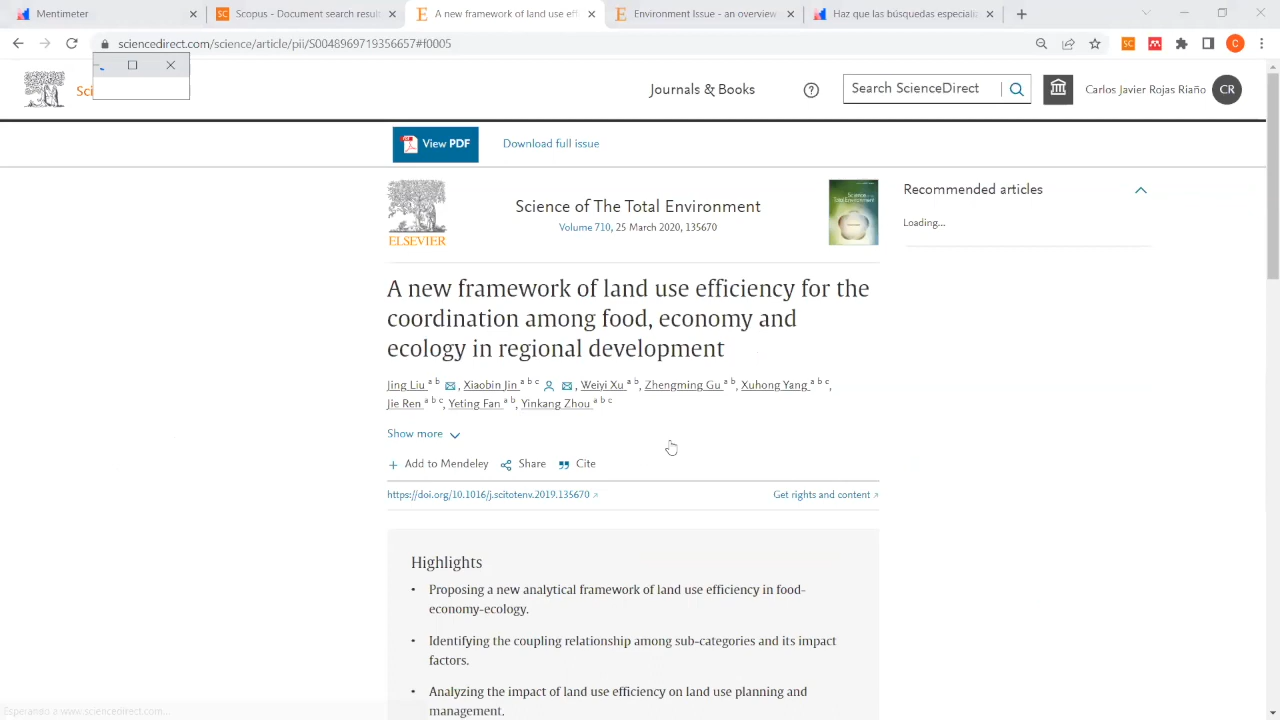 Mentimeter
Scopus - Document search result
A new framework of land use eff
Environment Issue - an overview
Haz que las búsquedas especiali
sciencedirect.com/science/article/pii/S0048969719356657#f0005
SC
C
Sci
Journals & Books
Search ScienceDirect
Carlos Javier Rojas Riaño
CR
View PDF
Download full issue
ELSEVIER
Science of The Total Environment
Volume 710, 25 March 2020, 135670
Recommended articles
Loading...
A new framework of land use efficiency for the
coordination among food, economy and
ecology in regional development
Jing Liu a b, Xiaobin Jin a b c, Weiyi Xu a b, Zhengming Gu a b, Xuhong Yang a b c,
Jie Ren a b c, Yeting Fan a b, Yinkang Zhou a b c
Show more
+ Add to Mendeley Share Cite
https://doi.org/10.1016/j.scitotenv.2019.135670
Get rights and content
Highlights
• Proposing a new analytical framework of land use efficiency in food-
economy-ecology.
• Identifying the coupling relationship among sub-categories and its impact
factors.
• Analyzing the impact of land use efficiency on land use planning and
management.
Esperando a www.sciencedirect.com...